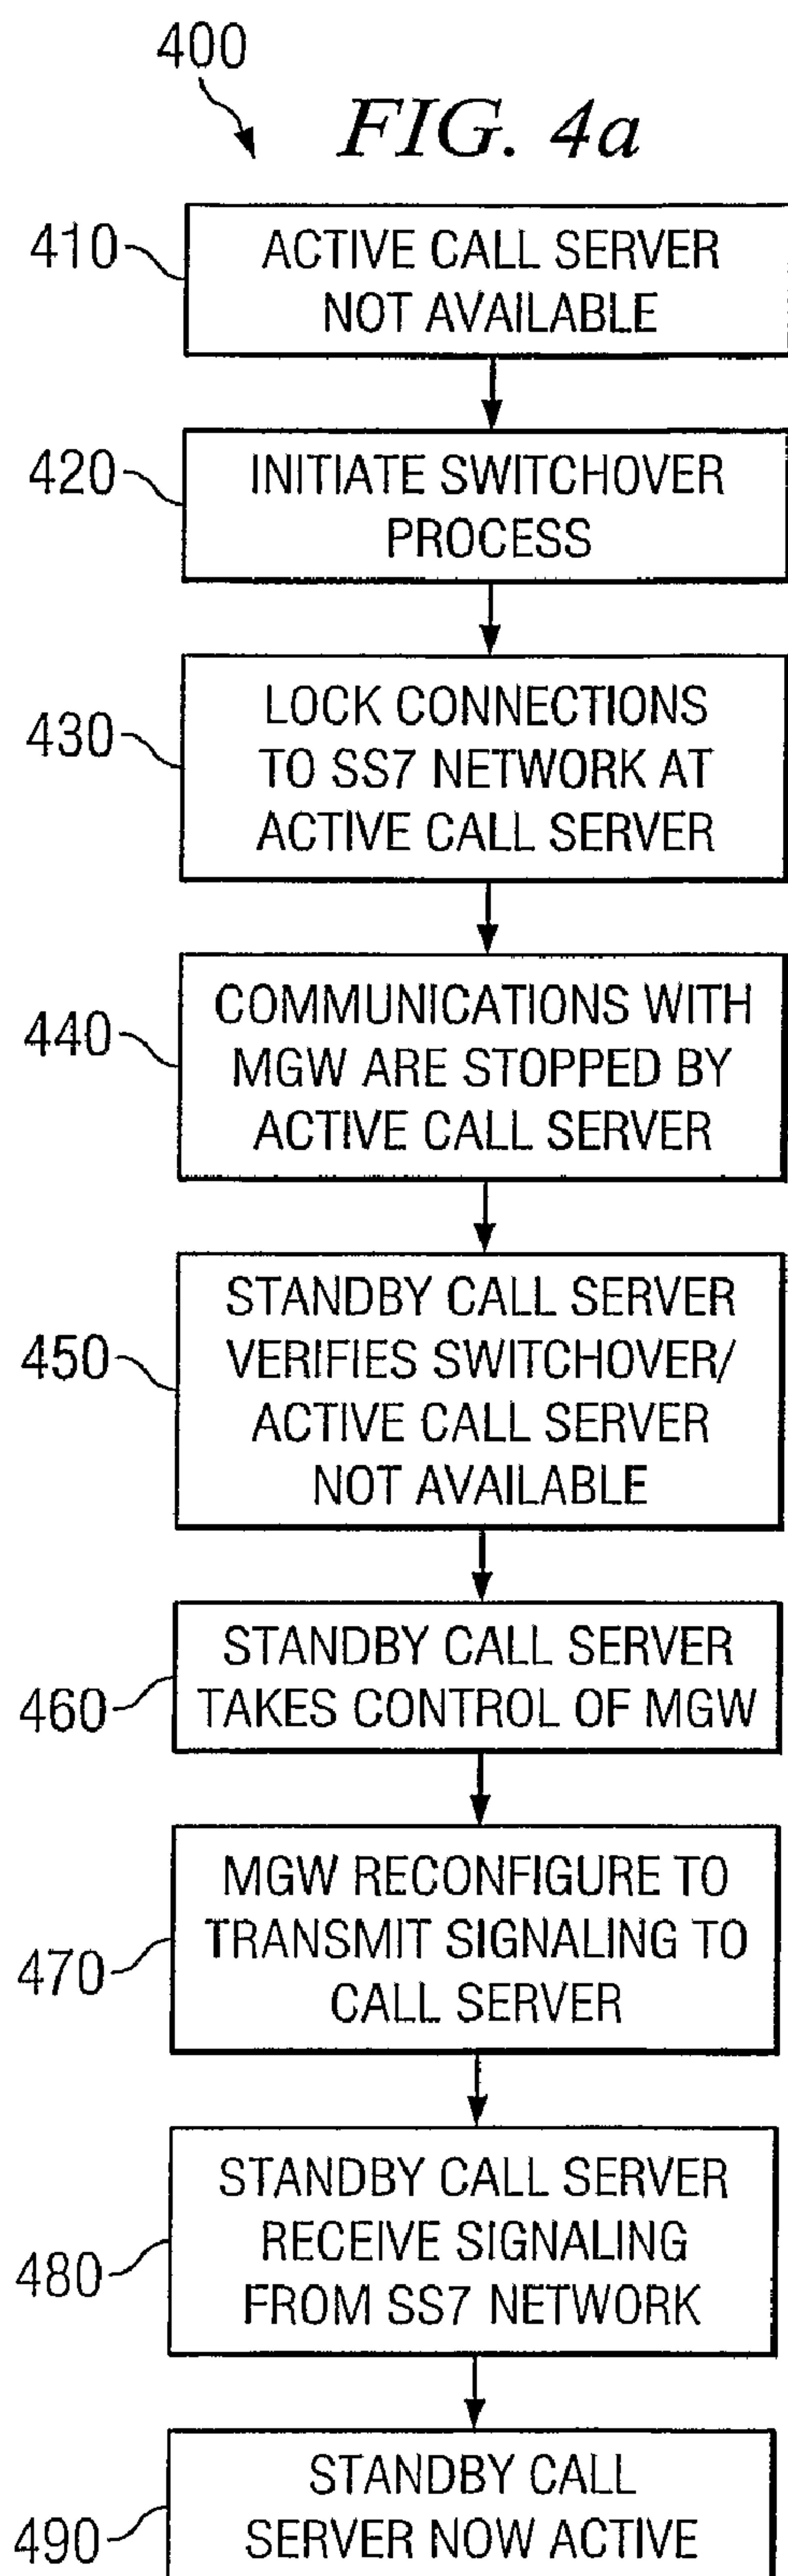 400
FIG. 4a
410
ACTIVE CALL SERVER
NOT AVAILABLE
420
INITIATE SWITCHOVER
PROCESS
430
LOCK CONNECTIONS
TO SS7 NETWORK AT
ACTIVE CALL SERVER
440
COMMUNICATIONS WITH
MGW ARE STOPPED BY
ACTIVE CALL SERVER
450
STANDBY CALL SERVER
VERIFIES SWITCHOVER/
ACTIVE CALL SERVER
NOT AVAILABLE
460
STANDBY CALL SERVER
TAKES CONTROL OF MGW
470
MGW RECONFIGURE TO
TRANSMIT SIGNALING TO
CALL SERVER
480
STANDBY CALL SERVER
RECEIVE SIGNALING
FROM SS7 NETWORK
490
STANDBY CALL
SERVER NOW ACTIVE